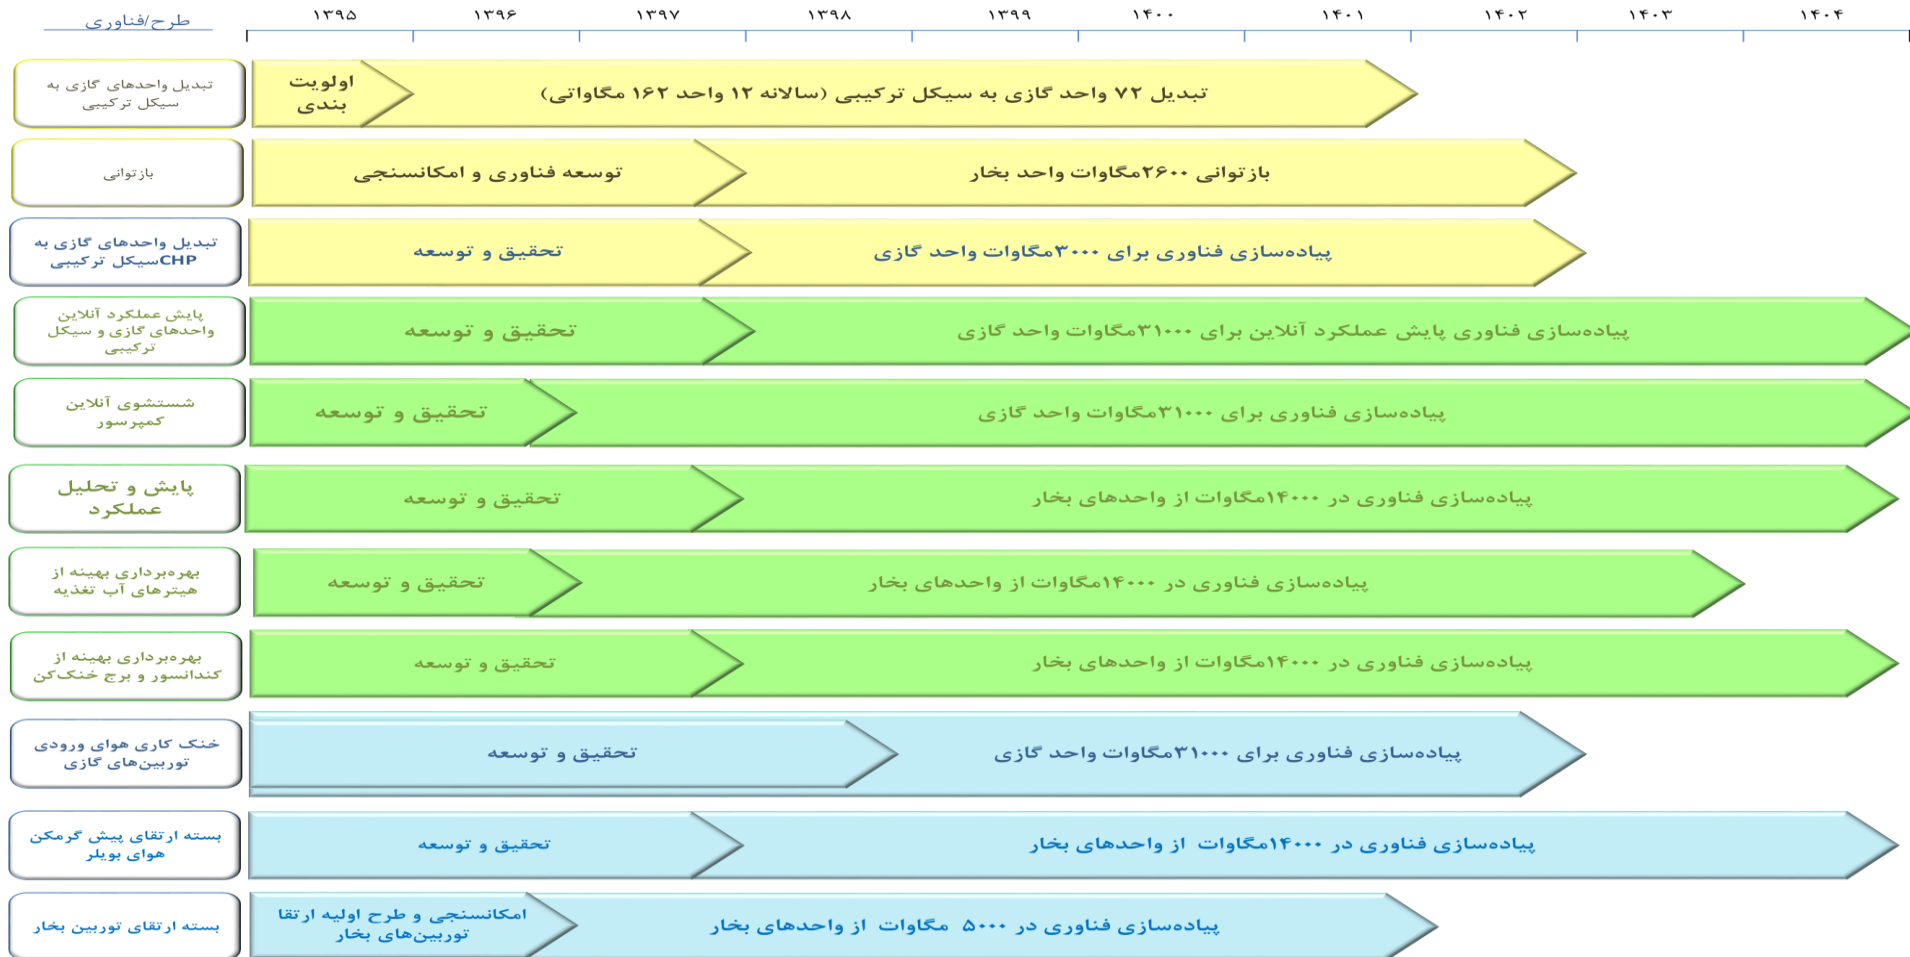 طرح/فناوری
۱۳۹۵ ۱۳۹۶ ۱۳۹۷ ۱۳۹۸ ۱۳۹۹ ۱۴۰۰ ۱۴۰۱ ۱۴۰۲ ۱۴۰۳ ۱۴۰۴
تبدیل واحدهای گازی به
سیکل ترکیبی
اولویت
بندی
تبدیل ۷۲ واحد گازی به سیکل ترکیبی (سالانه ۱۲ واحد ۱۶۲ مگاواتی)
بازتوانی
توسعه فناوری و امکانسنجی
بازتوانی ۲۶۰۰مگاوات واحد بخار
تبدیل واحدهای گازی به
سیکل ترکیبیCHP
تحقیق و توسعه
پیاده‌سازی فناوری برای ۳۰۰۰مگاوات واحد گازی
پایش عملکرد آنلاین
واحدهای گازی و سیکل
ترکیبی
تحقیق و توسعه
پیاده‌سازی فناوری پایش عملکرد آنلاین برای ۳۱۰۰۰مگاوات واحد گازی
شستشوی آنلاین
کمپرسور
تحقیق و توسعه
پیاده‌سازی فناوری برای ۳۱۰۰۰مگاوات واحد گازی
پایش و تحلیل
عملکرد
تحقیق و توسعه
پیاده‌سازی فناوری در ۱۴۰۰۰مگاوات از واحدهای بخار
بهره‌برداری بهینه از
هیترهای آب تغذیه
تحقیق و توسعه
پیاده‌سازی فناوری در ۱۴۰۰۰مگاوات از واحدهای بخار
بهره‌برداری بهینه از
کندانسور و برج خنک‌کن
تحقیق و توسعه
پیاده‌سازی فناوری در ۱۴۰۰۰مگاوات از واحدهای بخار
خنک کاری هوای ورودی
توربین‌های گازی
تحقیق و توسعه
پیاده‌سازی فناوری برای ۳۱۰۰۰مگاوات واحد گازی
بسته ارتقای پیش گرمکن
هوای بویلر
تحقیق و توسعه
پیاده‌سازی فناوری در ۱۴۰۰۰مگاوات از واحدهای بخار
بسته ارتقای توربین بخار
امکانسنجی و طرح اولیه ارتقا
توربین‌های بخار
پیاده‌سازی فناوری در ۵۰۰۰ مگاوات از واحدهای بخار